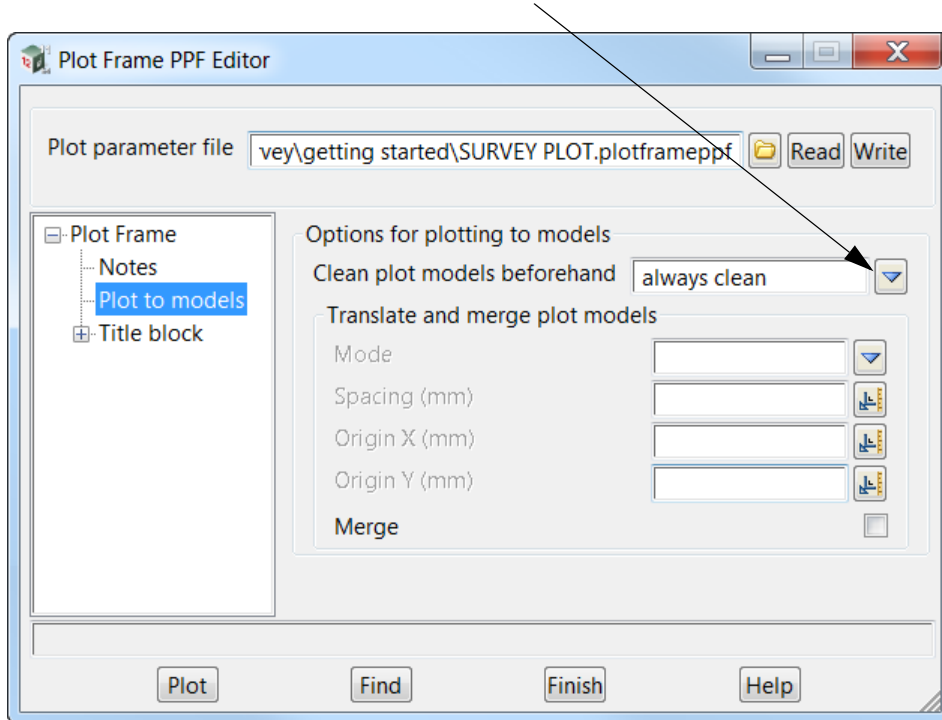 Plot Frame PPF Editor
Plot parameter file vey\getting started\SURVEY PLOT.plotframeppf Read Write
Plot Frame
Notes
Plot to models
Title block
Options for plotting to models
Clean plot models beforehand always clean
Translate and merge plot models
Mode
Spacing (mm)
Origin X (mm)
Origin Y (mm)
Merge
Plot Find Finish Help